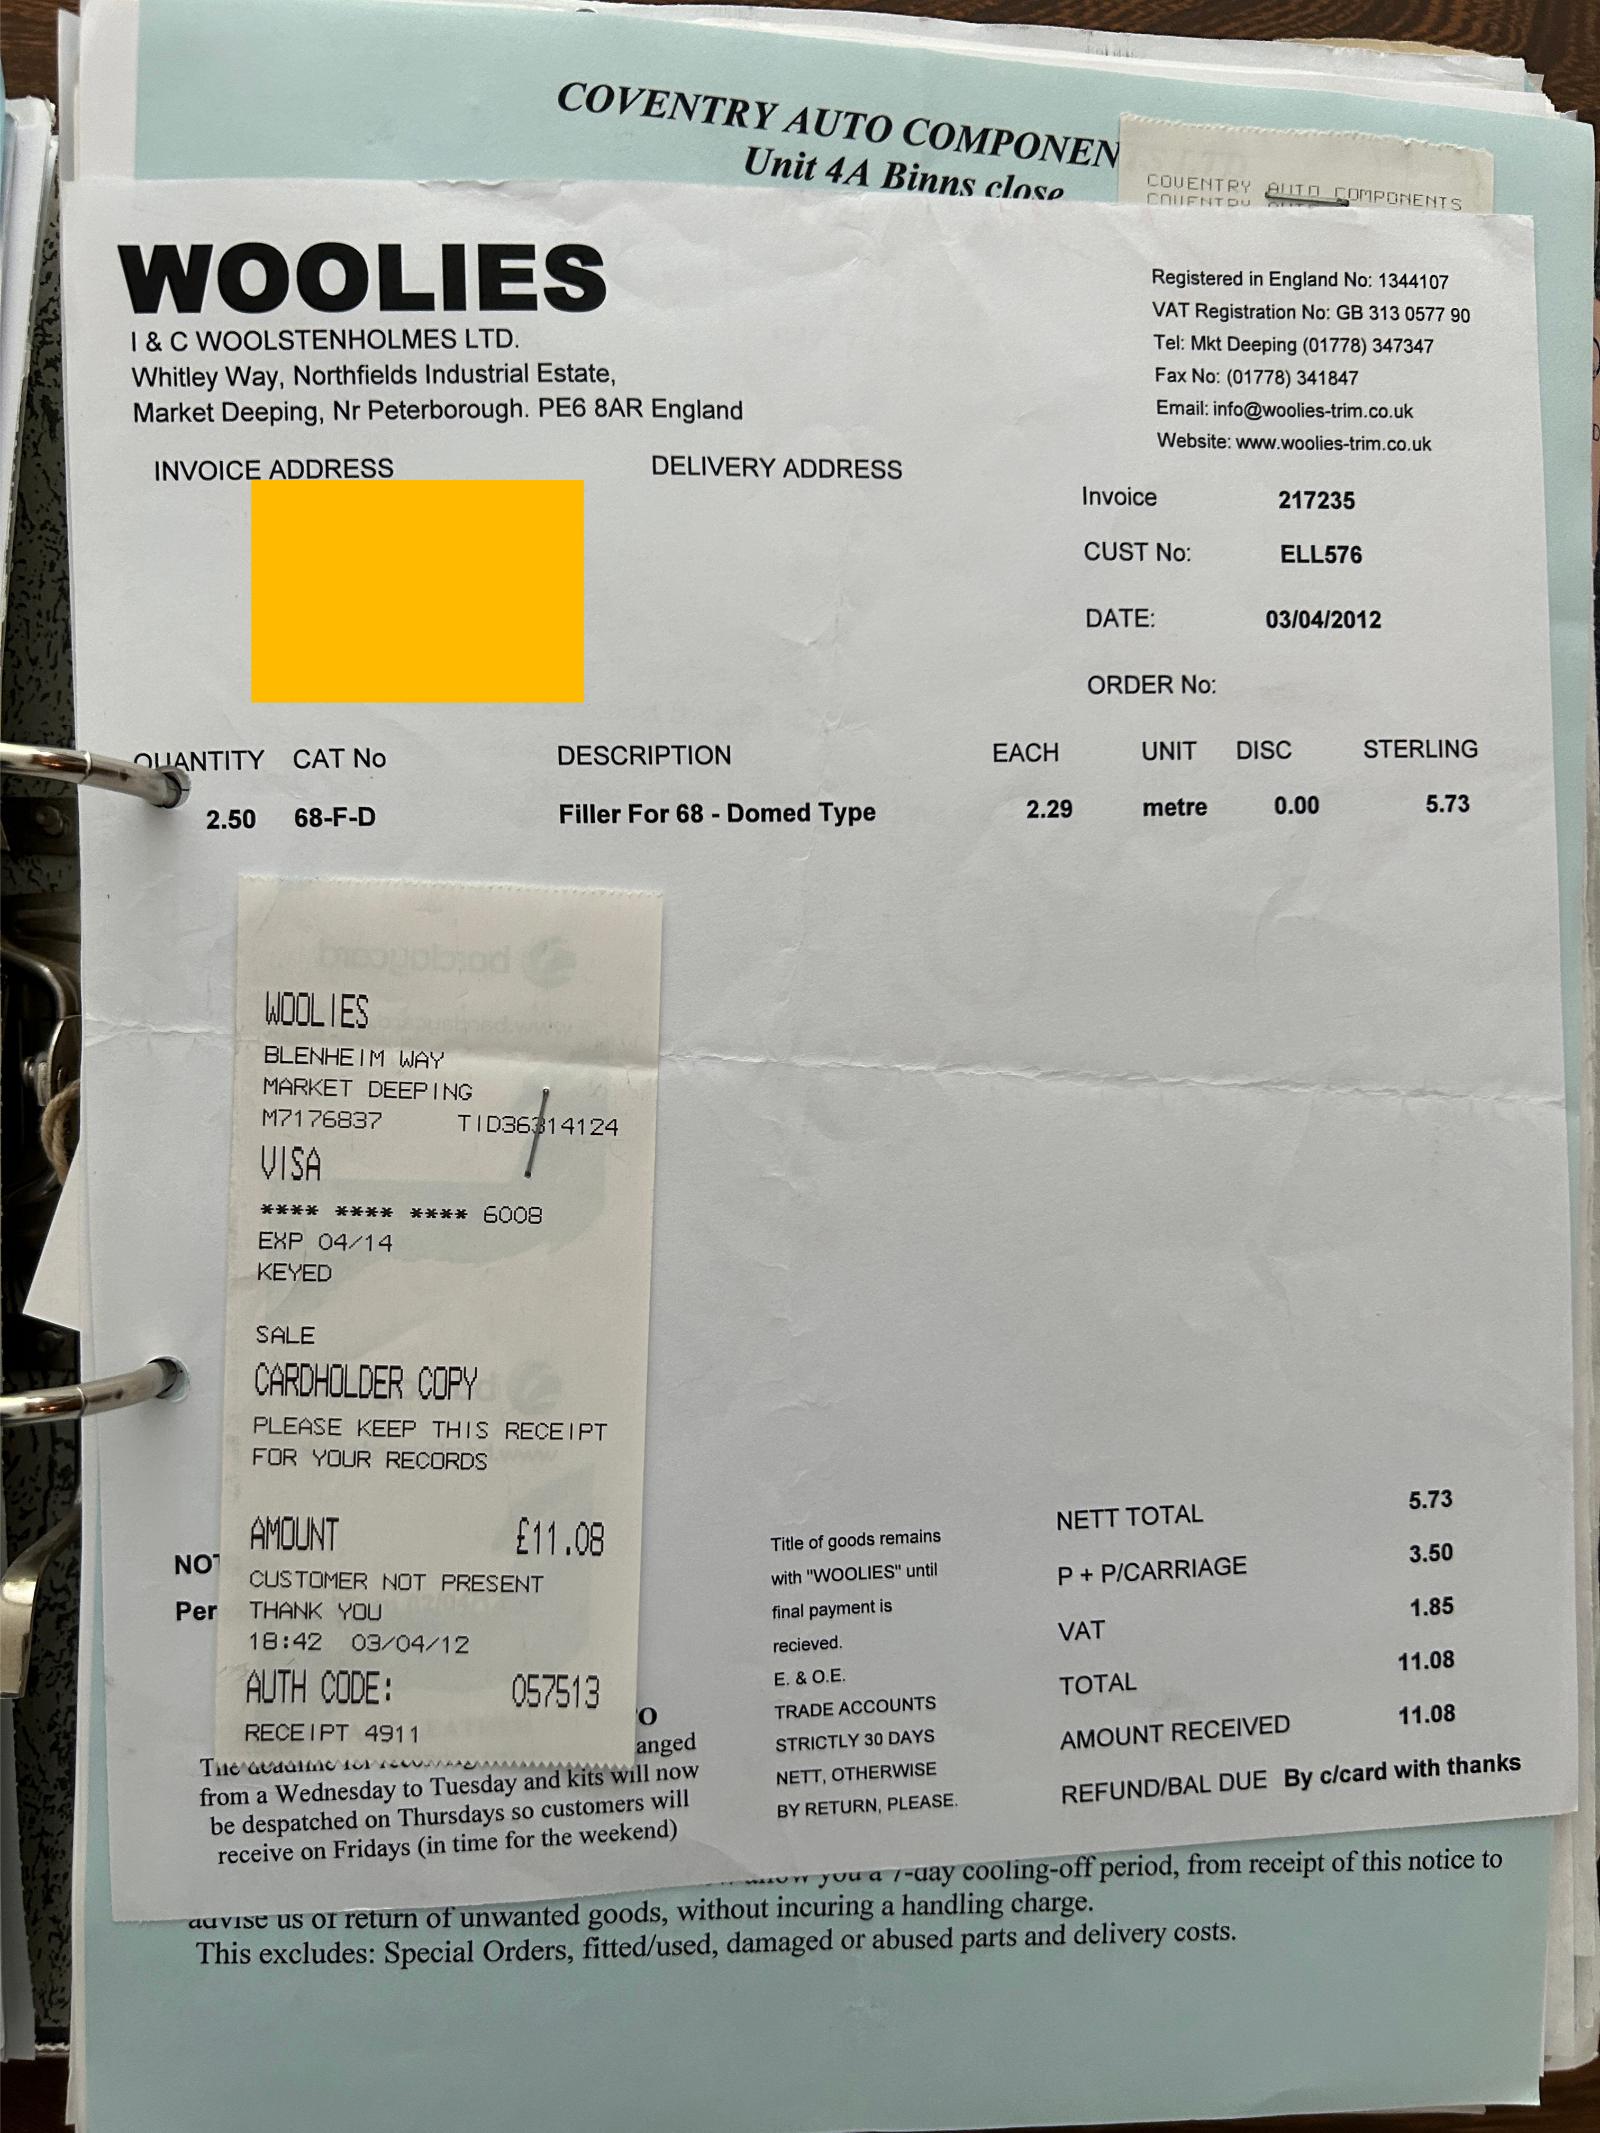 COVENTRY AUTO COMPONEN
Unit 4A Binns close
COVENTRY AUTO COMPONENTS
COVENTRY
WOOLIES
I & C WOOLSTENHOLMES LTD.
Whitley Way, Northfields Industrial Estate,
Market Deeping, Nr Peterborough. PE6 8AR England
Registered in England No: 1344107
VAT Registration No: GB 313 0577 90
Tel: Mkt Deeping (01778) 347347
Fax No: (01778) 341847
Email: info@woolies-trim.co.uk
Website: www.woolies-trim.co.uk
INVOICE ADDRESS DELIVERY ADDRESS
Invoice 217235
CUST No: ELL576
DATE: 03/04/2012
ORDER No:
QUANTITY CAT No DESCRIPTION EACH UNIT DISC STERLING
2.50 68-F-D Filler For 68 - Domed Type 2.29 metre 0.00 5.73
barclaycard
WOOLIES
BLENHEIM WAY
MARKET DEEPING
M7176837 TID36314124
VISA
**** **** **** 6008
EXP 04/14
KEYED
SALE
CARDHOLDER COPY
PLEASE KEEP THIS RECEIPT
FOR YOUR RECORDS
AMOUNT £11.08
CUSTOMER NOT PRESENT
THANK YOU
18:42 03/04/12
AUTH CODE: 057513
RECEIPT 4911
NOT
Per
O
The deadline for anged
from a Wednesday to Tuesday and kits will now
be despatched on Thursdays so customers will
receive on Fridays (in time for the weekend)
Title of goods remains
with "WOOLIES" until
final payment is
recieved.
E. & O.E.
TRADE ACCOUNTS
STRICTLY 30 DAYS
NETT, OTHERWISE
BY RETURN, PLEASE.
NETT TOTAL 5.73
P + P/CARRIAGE 3.50
VAT 1.85
TOTAL 11.08
AMOUNT RECEIVED 11.08
REFUND/BAL DUE By c/card with thanks
you a 7-day cooling-off period, from receipt of this notice to
advise us of return of unwanted goods, without incuring a handling charge.
This excludes: Special Orders, fitted/used, damaged or abused parts and delivery costs.